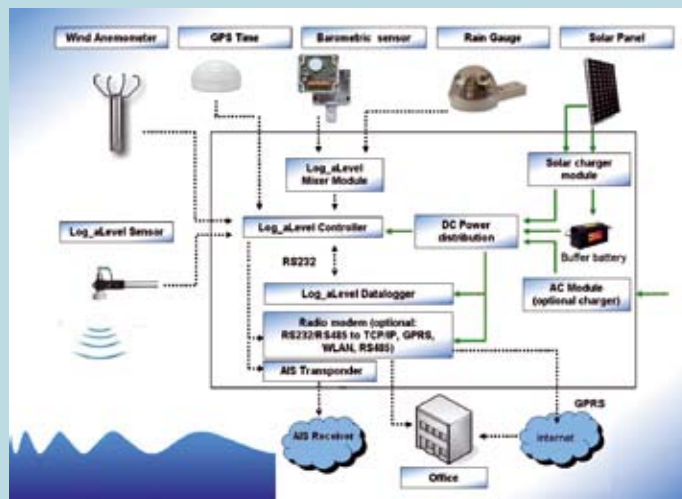 Wind Anemometer
GPS Time
Barometric sensor
Rain Gauge
Solar Panel
Log_aLevel
Mixer Module
Solar charger
module
Log_aLevel Sensor
Log_aLevel Controller
DC Power
distribution
Buffer battery
RS232
Log_aLevel Datalogger
AC Module
(optional charger)
Radio modem (optional:
RS232/RS485 to TCP/IP, GPRS,
WLAN, RS485)
AIS Transponder
GPRS
AIS Receiver
Internet
Office